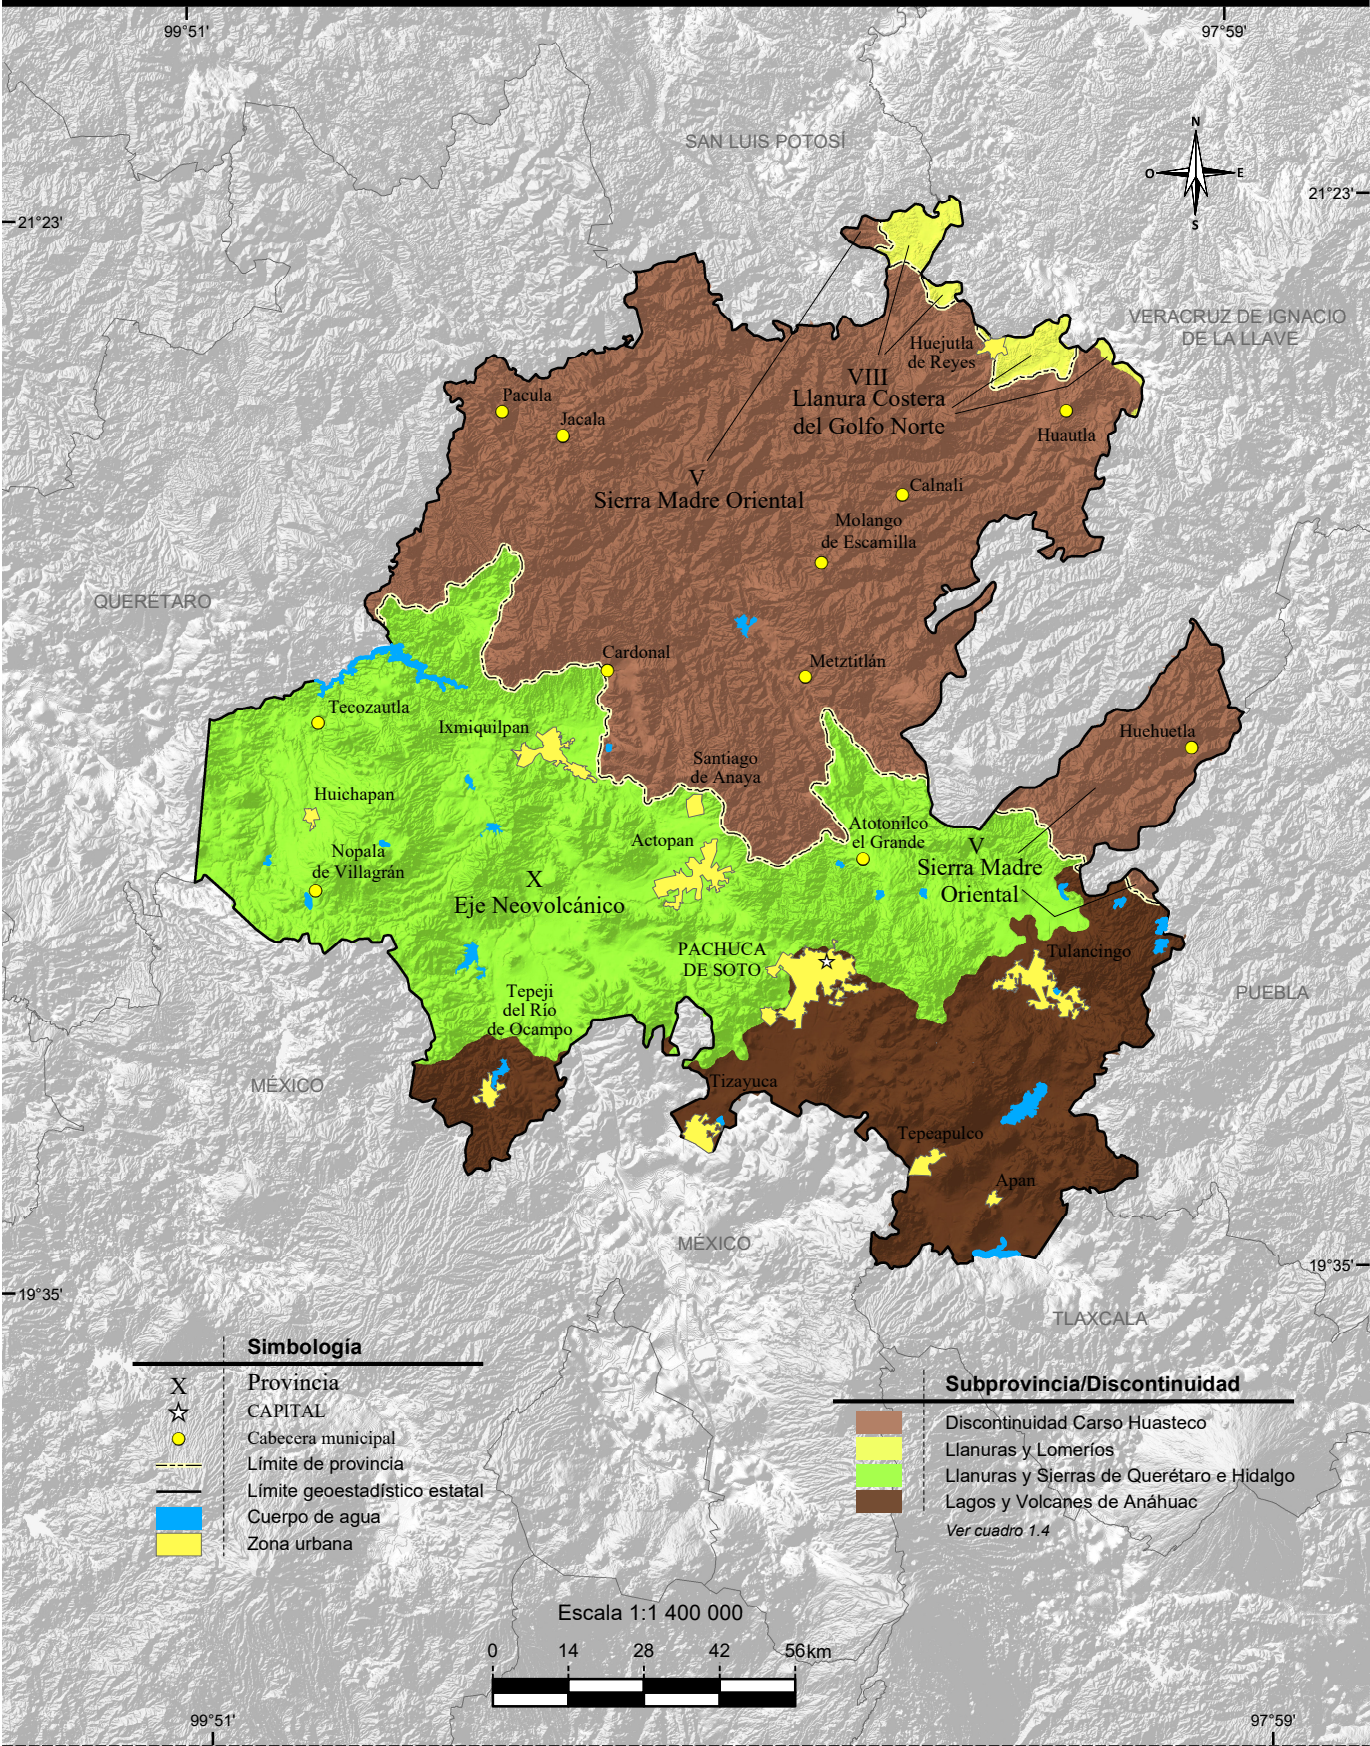 99°51'
97°59'
SAN LUIS POTOSÍ
N
O
E
S
21°23'
21°23'
VERACRUZ DE IGNACIO
DE LA LLAVE
Huejutla
de Reyes
VIII
Llanura Costera
del Golfo Norte
Pacula
Jacala
Huautla
V
Sierra Madre Oriental
Calnali
Molango
de Escamilla
QUERÉTARO
Cardonal
Metztitlán
Tecozautla
Ixmiquilpan
Huehuetla
Santiago
de Anaya
Huichapan
Actopan
Atotonilco
el Grande
Nopala
de Villagrán
V
Sierra Madre
Oriental
X
Eje Neovolcánico
PACHUCA
DE SOTO
Tulancingo
PUEBLA
Tepeji
del Río
de Ocampo
MÉXICO
Tizayuca
Tepeapulco
Apan
MÉXICO
19°35'
19°35'
TLAXCALA
Simbología
X Provincia
CAPITAL
Cabecera municipal
Límite de provincia
Límite geoestadístico estatal
Cuerpo de agua
Zona urbana
Subprovincia/Discontinuidad
Discontinuidad Carso Huasteco
Llanuras y Lomeríos
Llanuras y Sierras de Querétaro e Hidalgo
Lagos y Volcanes de Anáhuac
Ver cuadro 1.4
Escala 1:1 400 000
0 14 28 42 56km
99°51'
97°59'